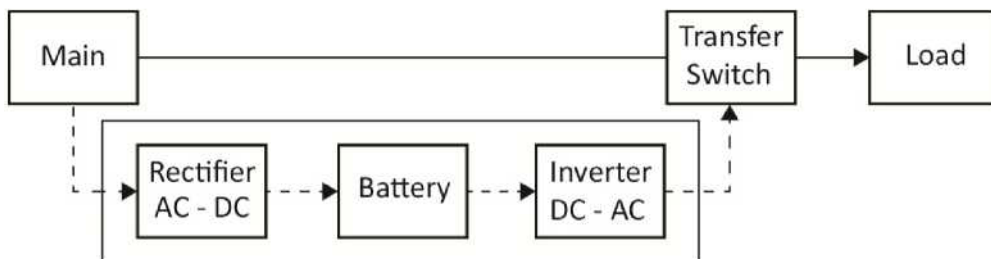 Main
Transfer
Switch
Load
Rectifier
AC - DC
Battery
Inverter
DC - AC